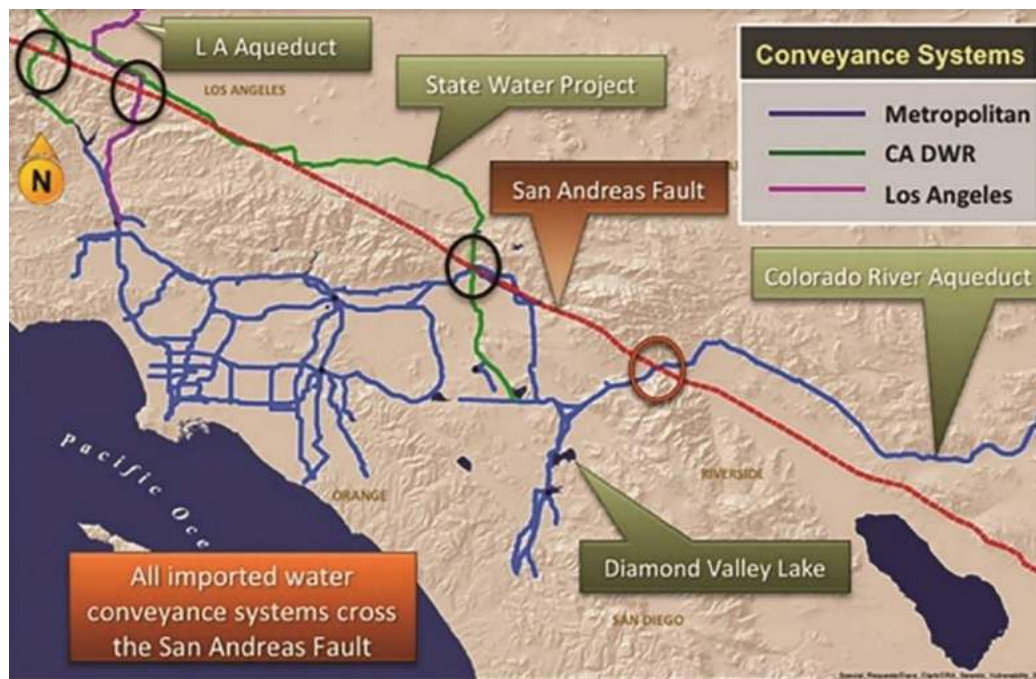 L A Aqueduct
LOS ANGELES
State Water Project
San Andreas Fault
Conveyance Systems
Metropolitan
CA DWR
Los Angeles
Colorado River Aqueduct
N
Pacific Oce
ORANGE
RIVERSIDE
Diamond Valley Lake
SAN DIEGO
All imported water
conveyance systems cross
the San Andreas Fault